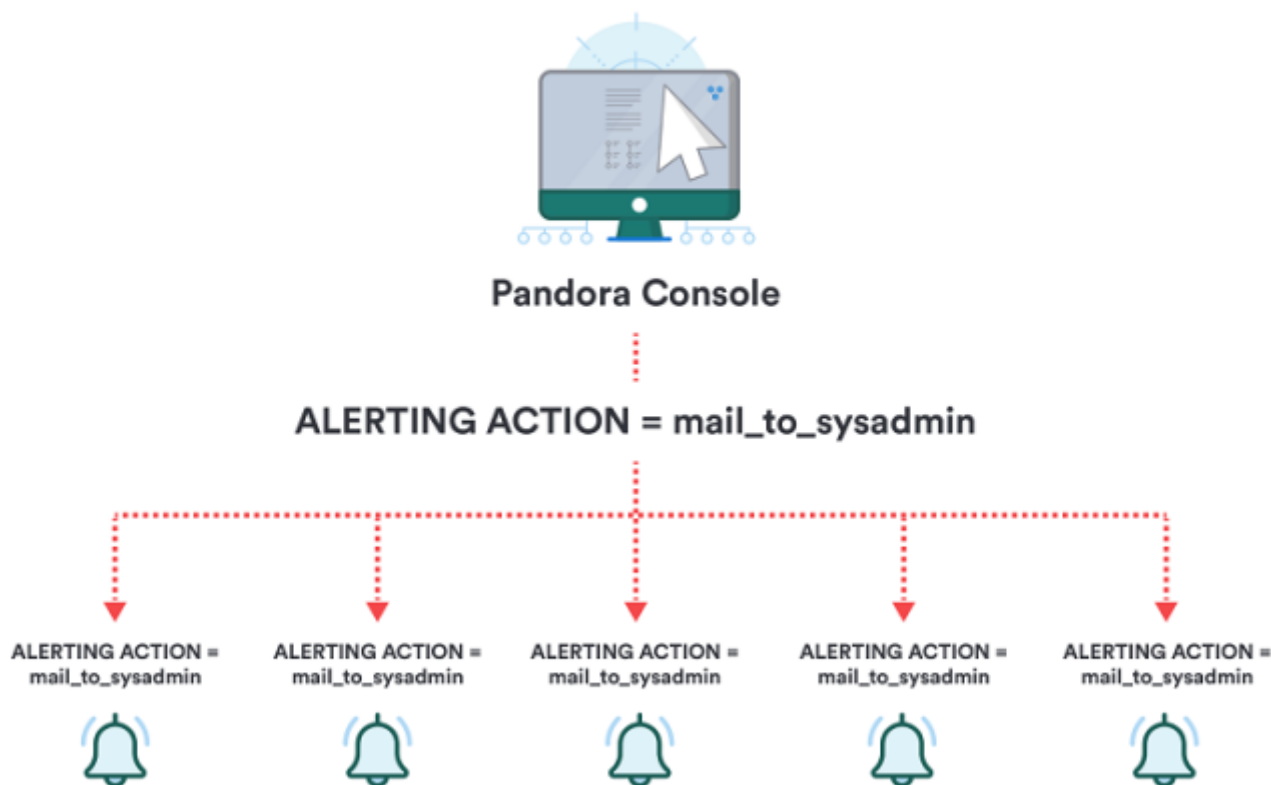 Pandora Console
ALERTING ACTION = mail_to_sysadmin
ALERTING ACTION =
mail_to_sysadmin
ALERTING ACTION =
mail_to_sysadmin
ALERTING ACTION =
mail_to_sysadmin
ALERTING ACTION =
mail_to_sysadmin
ALERTING ACTION =
mail_to_sysadmin